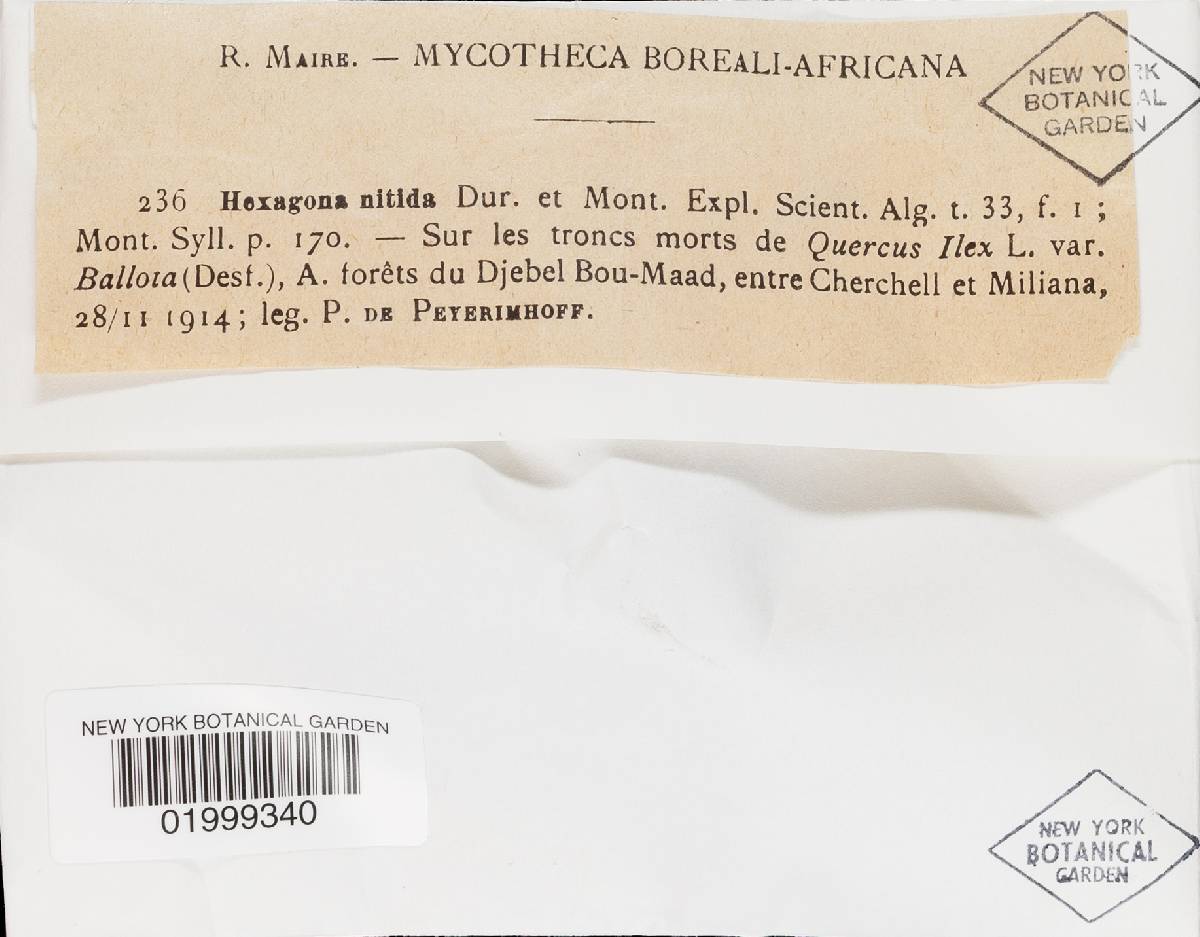 R. MAIRE. — MYCOTHECA BOREALI-AFRICANA
NEW YORK
BOTANICAL
GARDEN
236 Hexagona nitida Dur. et Mont. Expl. Scient. Alg. t. 33, f. 1 ;
Mont. Syll. p. 170. — Sur les troncs morts de Quercus Ilex L. var.
Ballota (Desf.), A. forêts du Djebel Bou-Maad, entre Cherchell et Miliana,
28/11 1914 ; leg. P. DE PEYERIMHOFF.
NEW YORK BOTANICAL GARDEN
01999340
NEW YORK
BOTANICAL
GARDEN